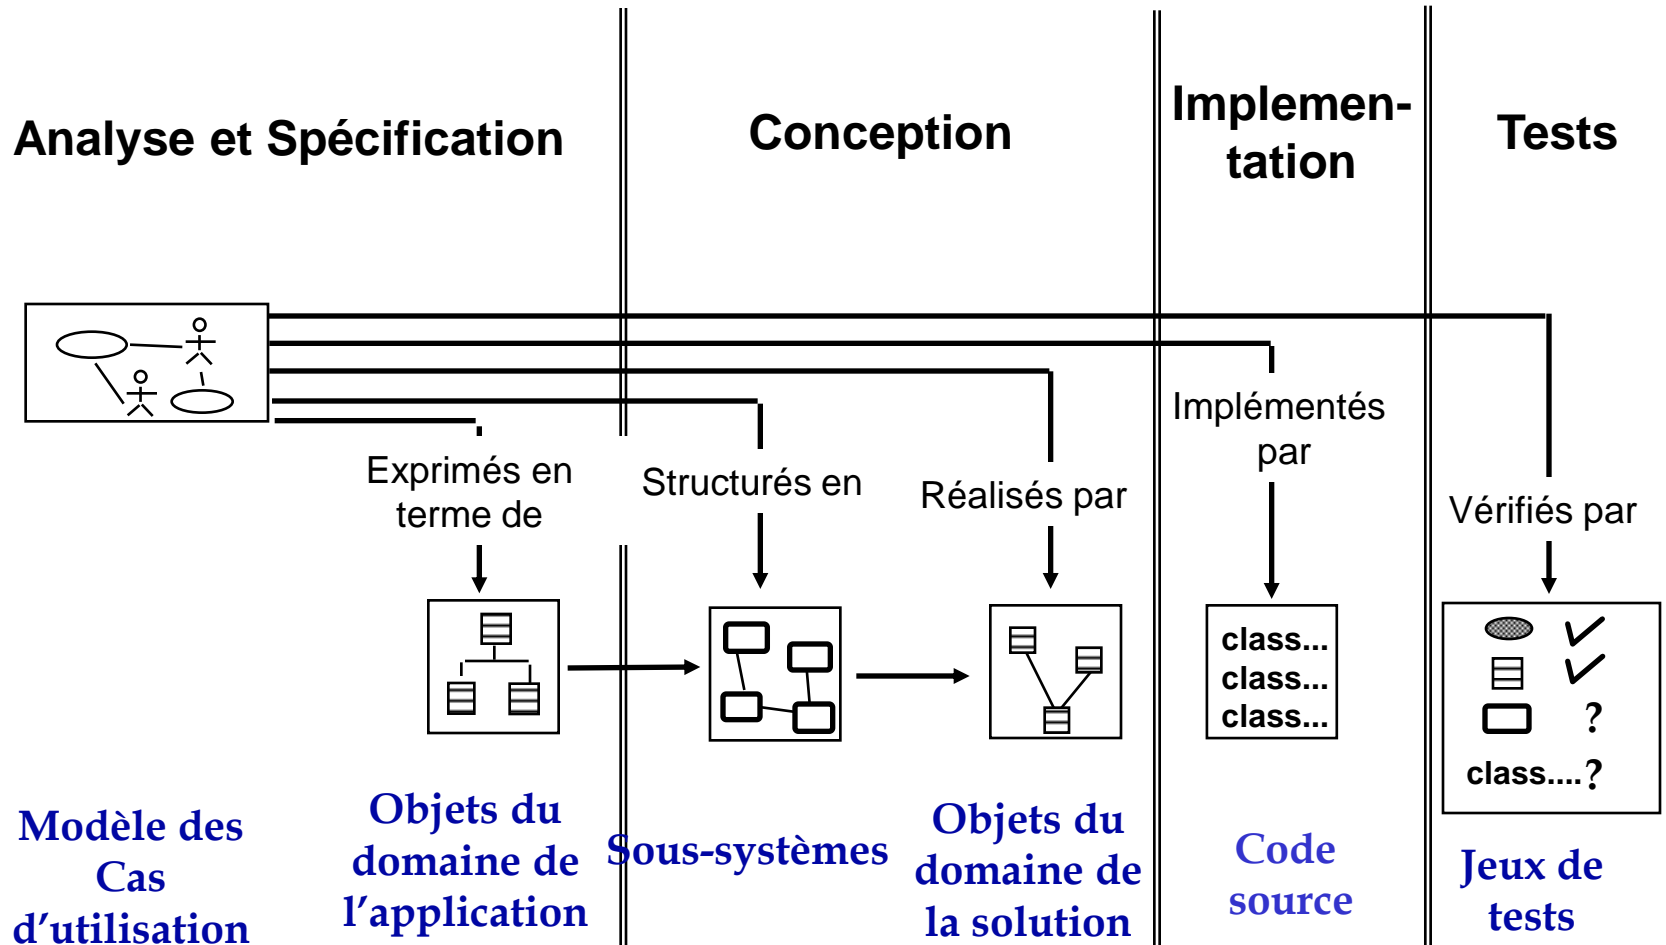 Analyse et Spécification
Conception
Implemen-
tation
Tests
Exprimés en
terme de
Structurés en
Réalisés par
Implémentés
par
Vérifiés par
class...
class...
class...
?
class....?
Modèle des
Cas
d'utilisation
Objets du
domaine de
l’application
Sous-systèmes
Objets du
domaine de
la solution
Code
source
Jeux de
tests